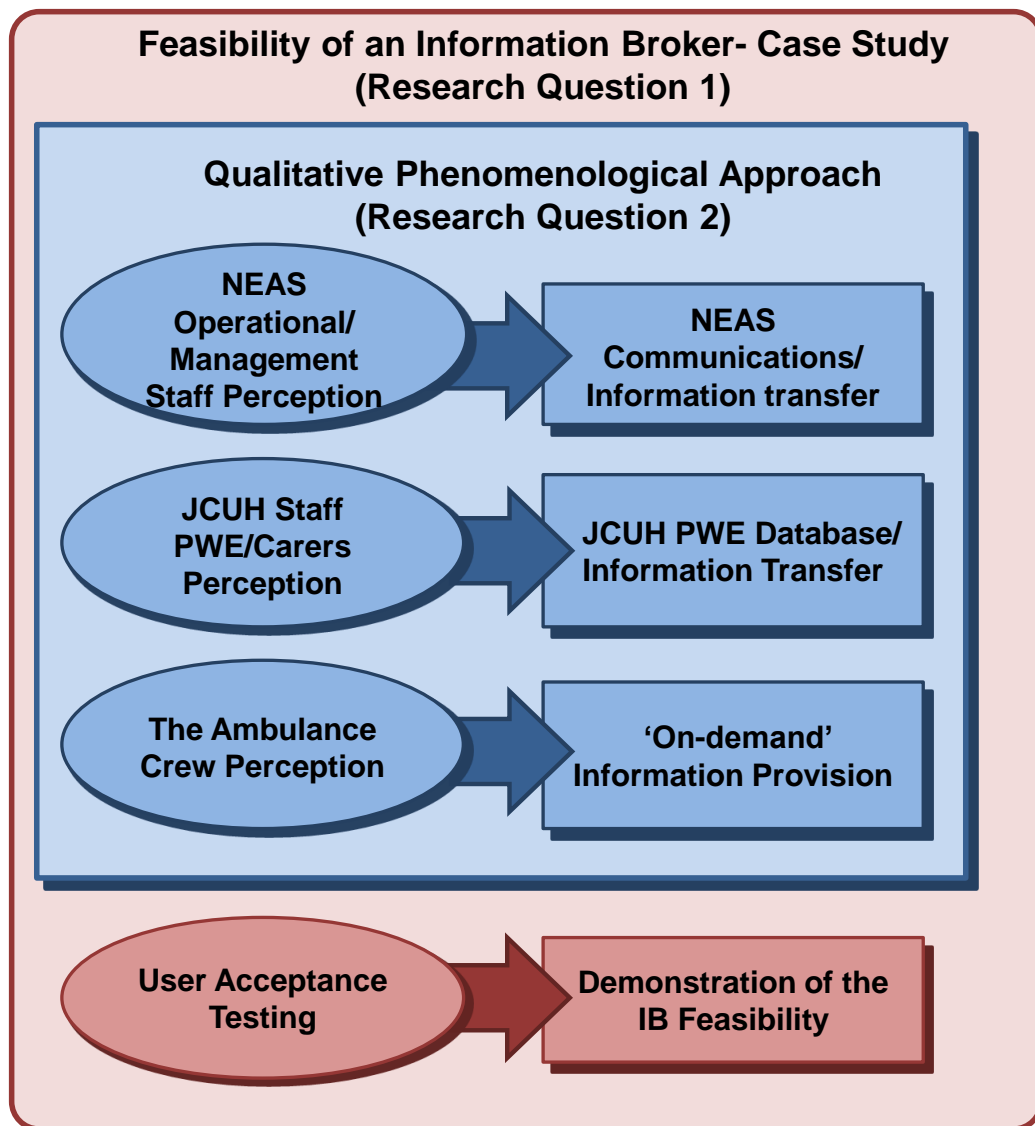 Feasibility of an Information Broker- Case Study
(Research Question 1)
Qualitative Phenomenological Approach
(Research Question 2)
NEAS
Operational/
Management
Staff Perception
NEAS
Communications/
Information transfer
JCUH Staff
PWE/Carers
Perception
JCUH PWE Database/
Information Transfer
The Ambulance
Crew Perception
‘On-demand’
Information Provision
User Acceptance
Testing
Demonstration of the
IB Feasibility